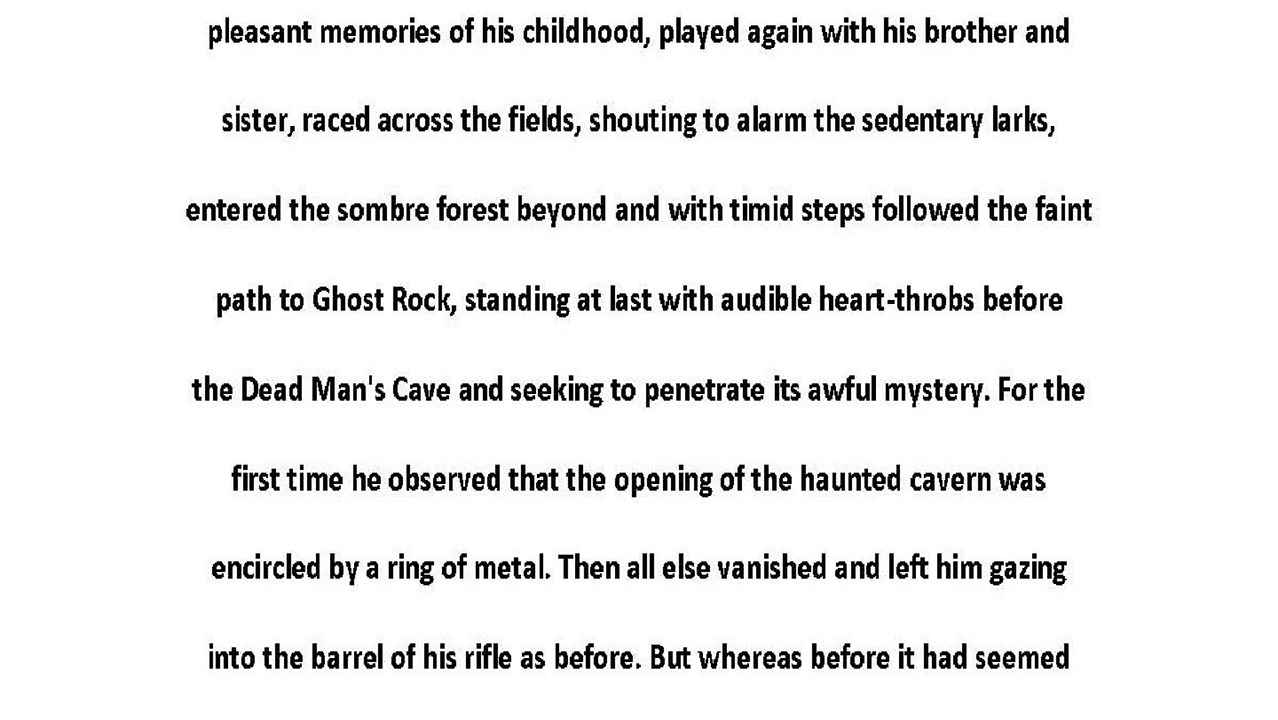 pleasant memories of his childhood, played again with his brother and
sister, raced across the fields, shouting to alarm the sedentary larks,
entered the sombre forest beyond and with timid steps followed the faint
path to Ghost Rock, standing at last with audible heart-throbs before
the Dead Man's Cave and seeking to penetrate its awful mystery. For the
first time he observed that the opening of the haunted cavern was
encircled by a ring of metal. Then all else vanished and left him gazing
into the barrel of his rifle as before. But whereas before it had seemed